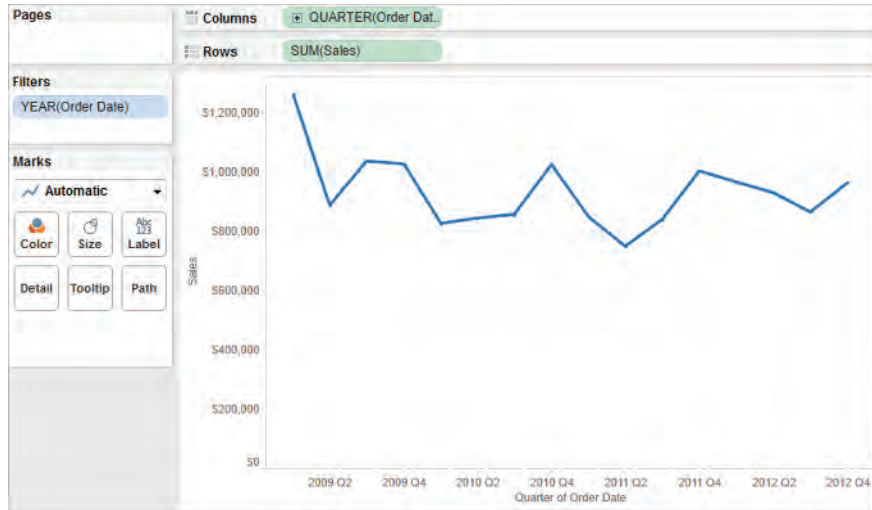 Pages
Columns
QUARTER(Order Dat..
Rows
SUM(Sales)
Filters
YEAR(Order Date)
Marks
Automatic
Color
Size
Abc
123
Label
Detail
Tooltip
Path
Sales
$1,200,000
$1,000,000
$800,000
$600,000
$400,000
$200,000
$0
2009 Q2 2009 Q4 2010 Q2 2010 Q4 2011 Q2 2011 Q4 2012 Q2 2012 Q4
Quarter of Order Date